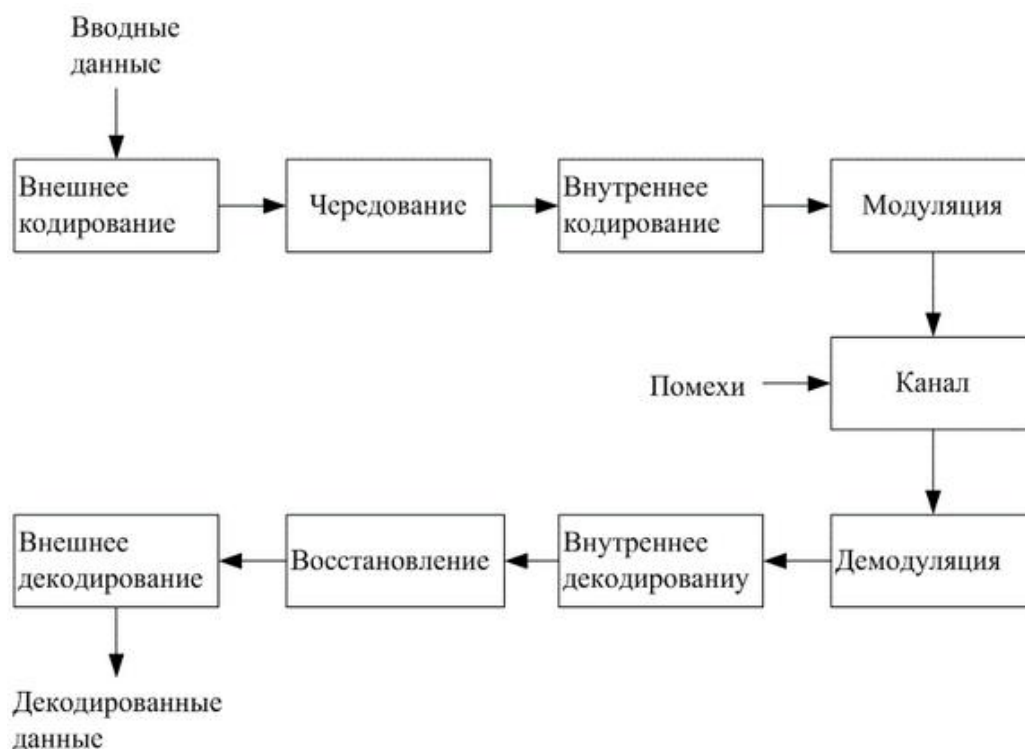 Вводные
данные
Внешнее
кодирование
Чередование
Внутреннее
кодирование
Модуляция
Помехи
Канал
Внешнее
декодирование
Восстановление
Внутреннее
декодированиу
Демодуляция
Декодированные
данные